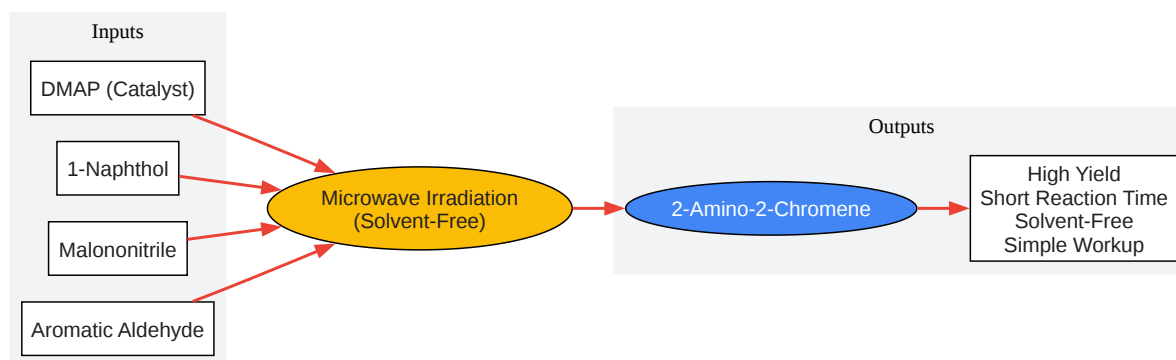 Inputs
DMAP (Catalyst)
1-Naphthol
Malononitrile
Aromatic Aldehyde
Microwave Irradiation
(Solvent-Free)
Outputs
2-Amino-2-Chromene
High Yield
Short Reaction Time
Solvent-Free
Simple Workup